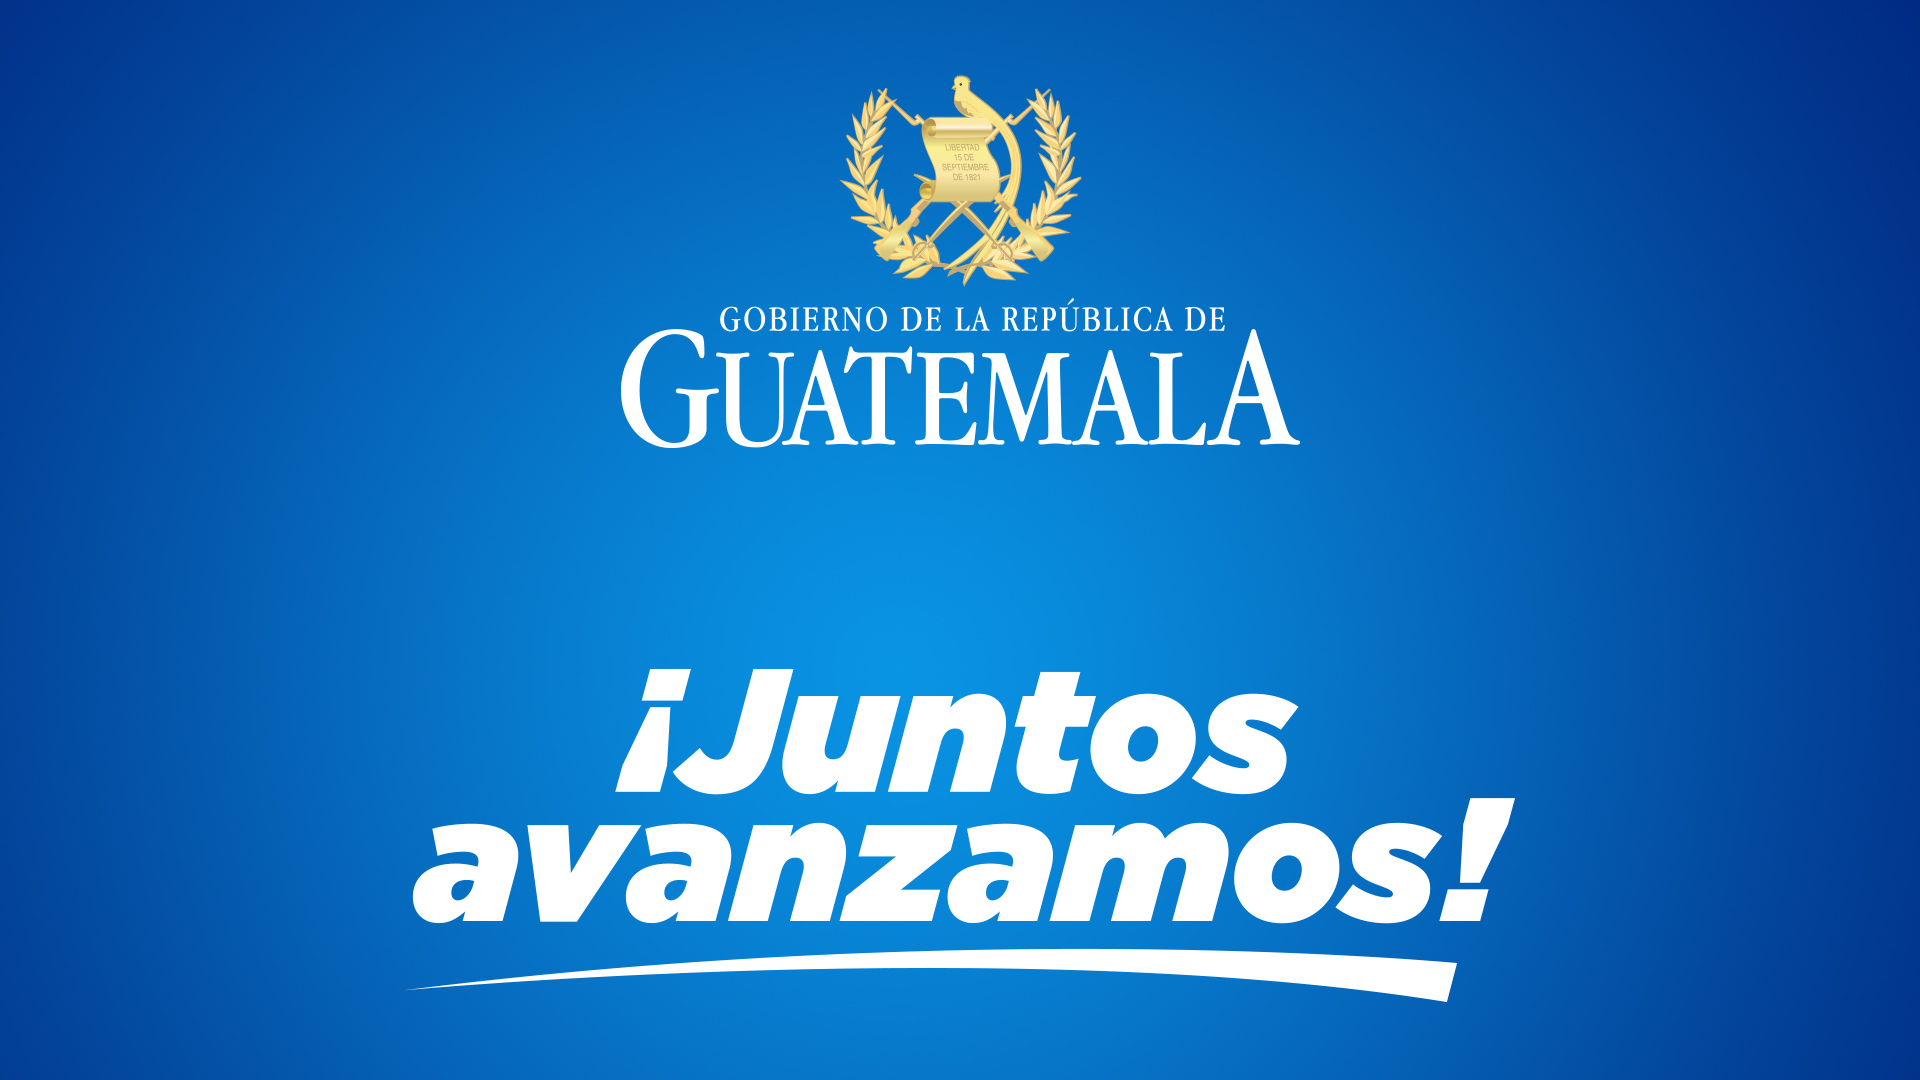 LIBERTAD
15 DE
SEPTIEMBRE
DE 1821
GOBIERNO DE LA REPÚBLICA DE
GUATEMALA
¡Juntos
avanzamos!